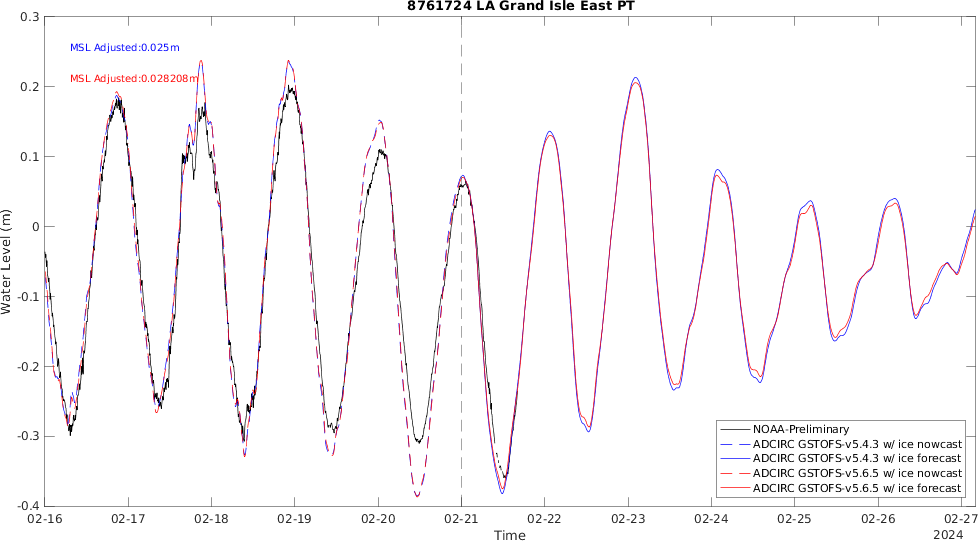 8761724 LA Grand Isle East PT
MSL Adjusted:0.025m
MSL Adjusted:0.028208m
Water Level (m)
0.3
0.2
0.1
0
-0.1
-0.2
-0.3
-0.4
NOAA-Preliminary
ADCIRC GSTOFS-v5.4.3 w/ ice nowcast
ADCIRC GSTOFS-v5.4.3 w/ ice forecast
ADCIRC GSTOFS-v5.6.5 w/ ice nowcast
ADCIRC GSTOFS-v5.6.5 w/ ice forecast
02-16 02-17 02-18 02-19 02-20 02-21 02-22 02-23 02-24 02-25 02-26 02-27
Time
2024